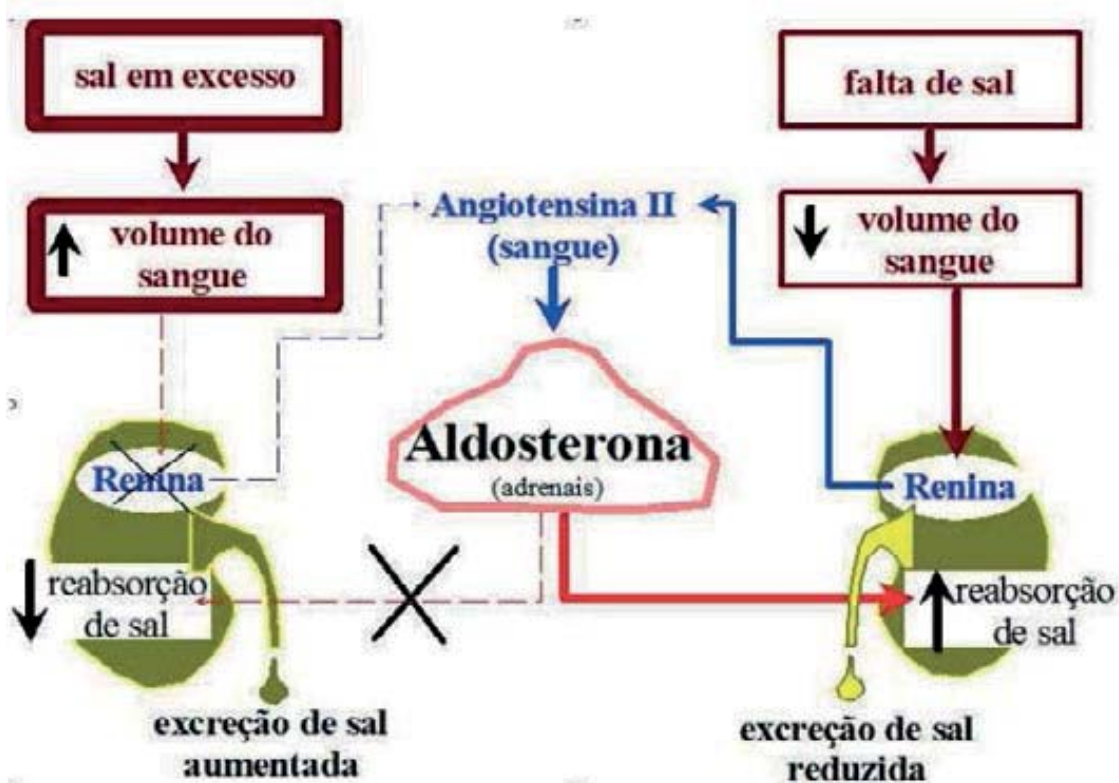 sal em excesso
falta de sal
volume do
sangue
Angiotensina II
(sangue)
volume do
sangue
Aldosterona
(adrenais)
Renina
Renina
reabsorção
de sal
reabsorção
de sal
excreção de sal
aumentada
excreção de sal
reduzida